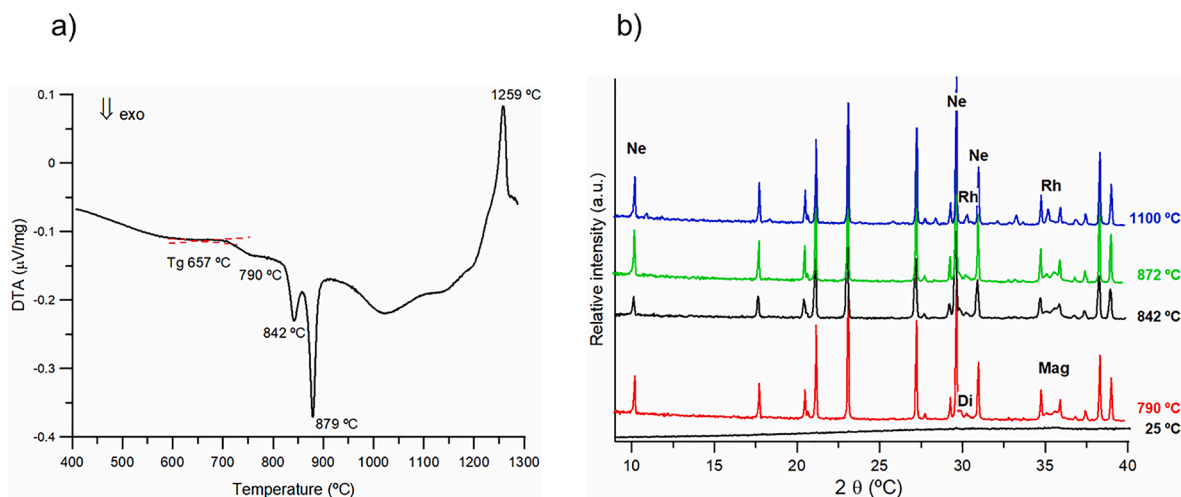 a)
b)
⇓ exo
1259 ºC
0.1
0
-0.1
-0.2
-0.3
-0.4
DTA (µV/mg)
Tg 657 ºC
790 ºC
842 ºC
879 ºC
400 500 600 700 800 900 1000 1100 1200 1300
Temperature (ºC)
Relative intensity (a.u.)
Ne
Ne
Ne
Rh
Rh
1100 ºC
872 ºC
842 ºC
Mag
Di
790 ºC
25 ºC
10 15 20 25 30 35 40
2 θ (ºC)